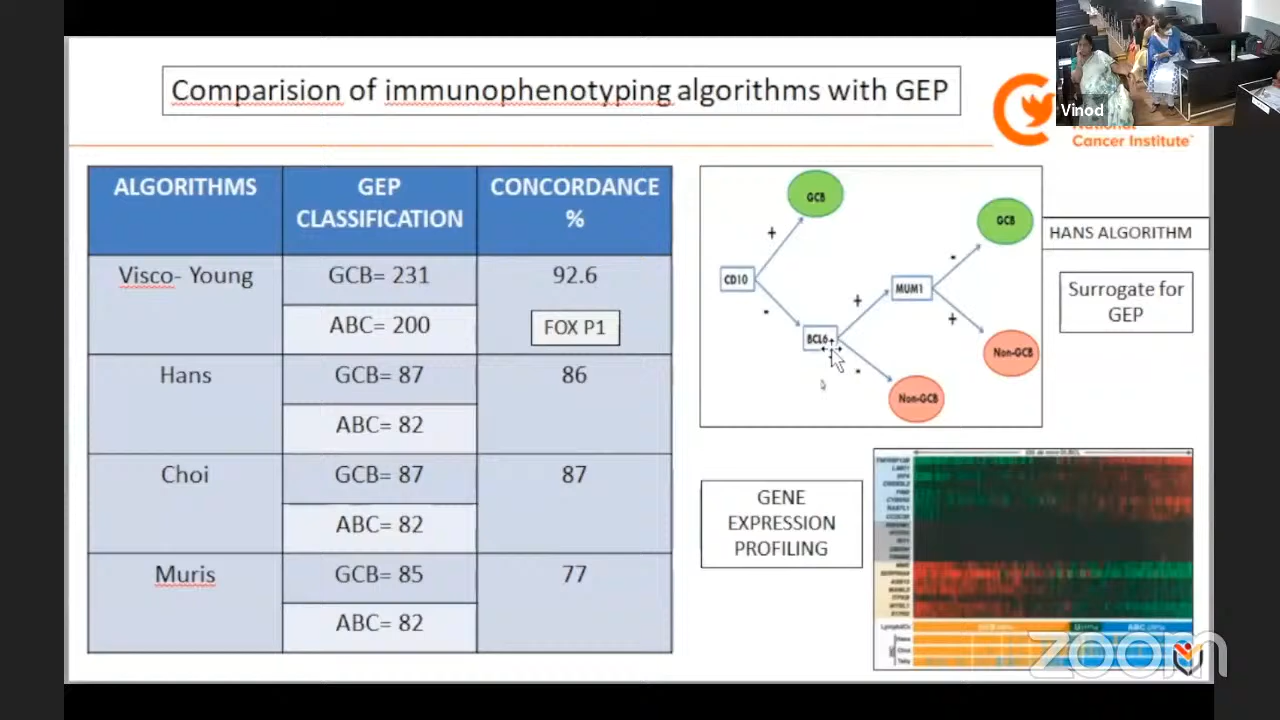 Comparision of immunophenotyping algorithms with GEP
Vinod
Cancer Institute
ALGORITHMS
GEP
CLASSIFICATION
CONCORDANCE
%
Visco- Young
GCB= 231
92.6
ABC= 200
FOX P1
Hans
GCB= 87
86
ABC= 82
Choi
GCB= 87
87
ABC= 82
Muris
GCB= 85
77
ABC= 82
GCB
+
CD10
-
BCL6
+
-
MUM1
-
+
GCB
Non-GCB
Non-GCB
HANS ALGORITHM
Surrogate for
GEP
GENE
EXPRESSION
PROFILING
zoom